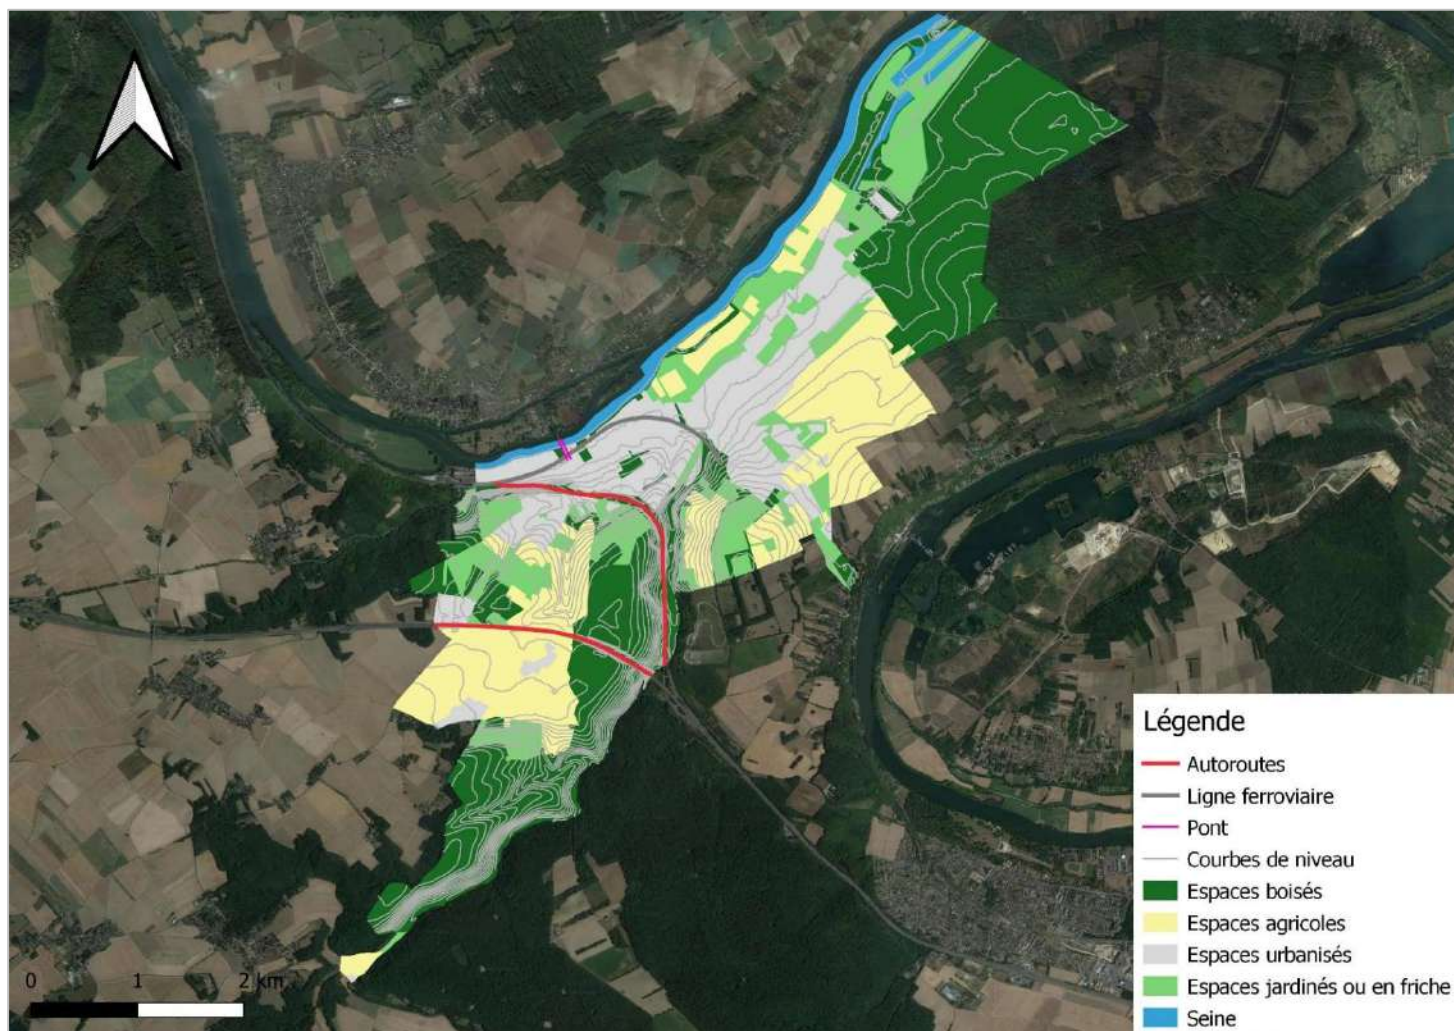 Légende
Autoroutes
Ligne ferroviaire
Pont
Courbes de niveau
Espaces boisés
Espaces agricoles
Espaces urbanisés
Espaces jardinés ou en friche
Seine
0 1 2 km